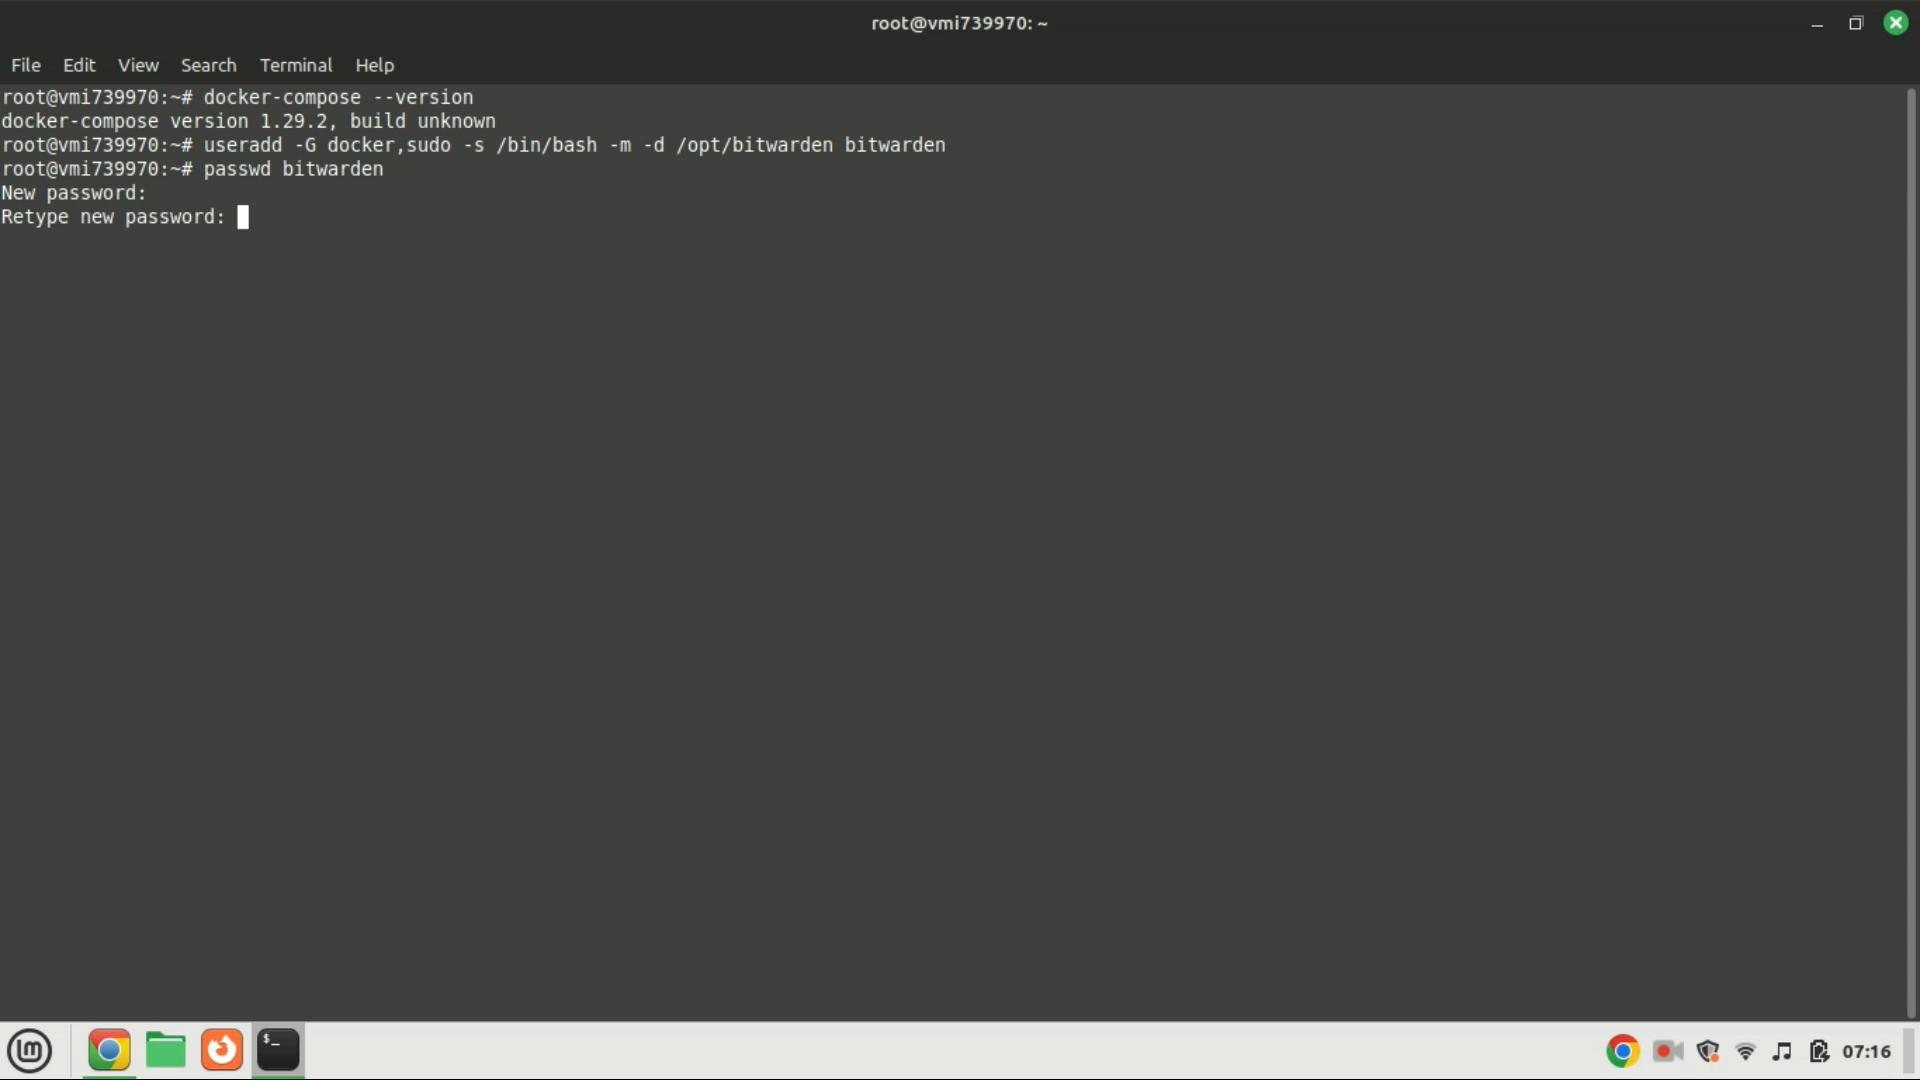 root@vmi739970: ~
File Edit View Search Terminal Help
root@vmi739970:~# docker-compose --version
docker-compose version 1.29.2, build unknown
root@vmi739970:~# useradd -G docker,sudo -s /bin/bash -m -d /opt/bitwarden bitwarden
root@vmi739970:~# passwd bitwarden
New password:
Retype new password:
$_
07:16